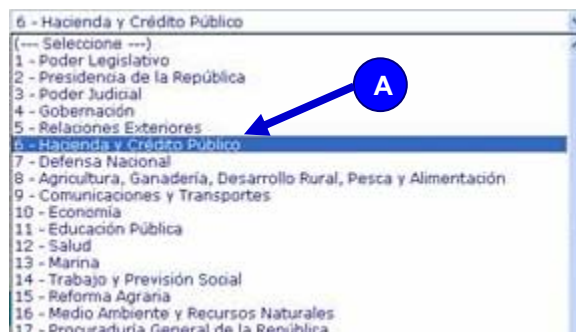 6 - Hacienda y Crédito Público
(--- Seleccione ---)
1 - Poder Legislativo
2 - Presidencia de la República
3 - Poder Judicial
4 - Gobernación
5 - Relaciones Exteriores
6 - Hacienda y Crédito Público
A
7 - Defensa Nacional
8 - Agricultura, Ganadería, Desarrollo Rural, Pesca y Alimentación
9 - Comunicaciones y Transportes
10 - Economía
11 - Educación Pública
12 - Salud
13 - Marina
14 - Trabajo y Previsión Social
15 - Reforma Agraria
16 - Medio Ambiente y Recursos Naturales
17 - Procuraduría General de la República